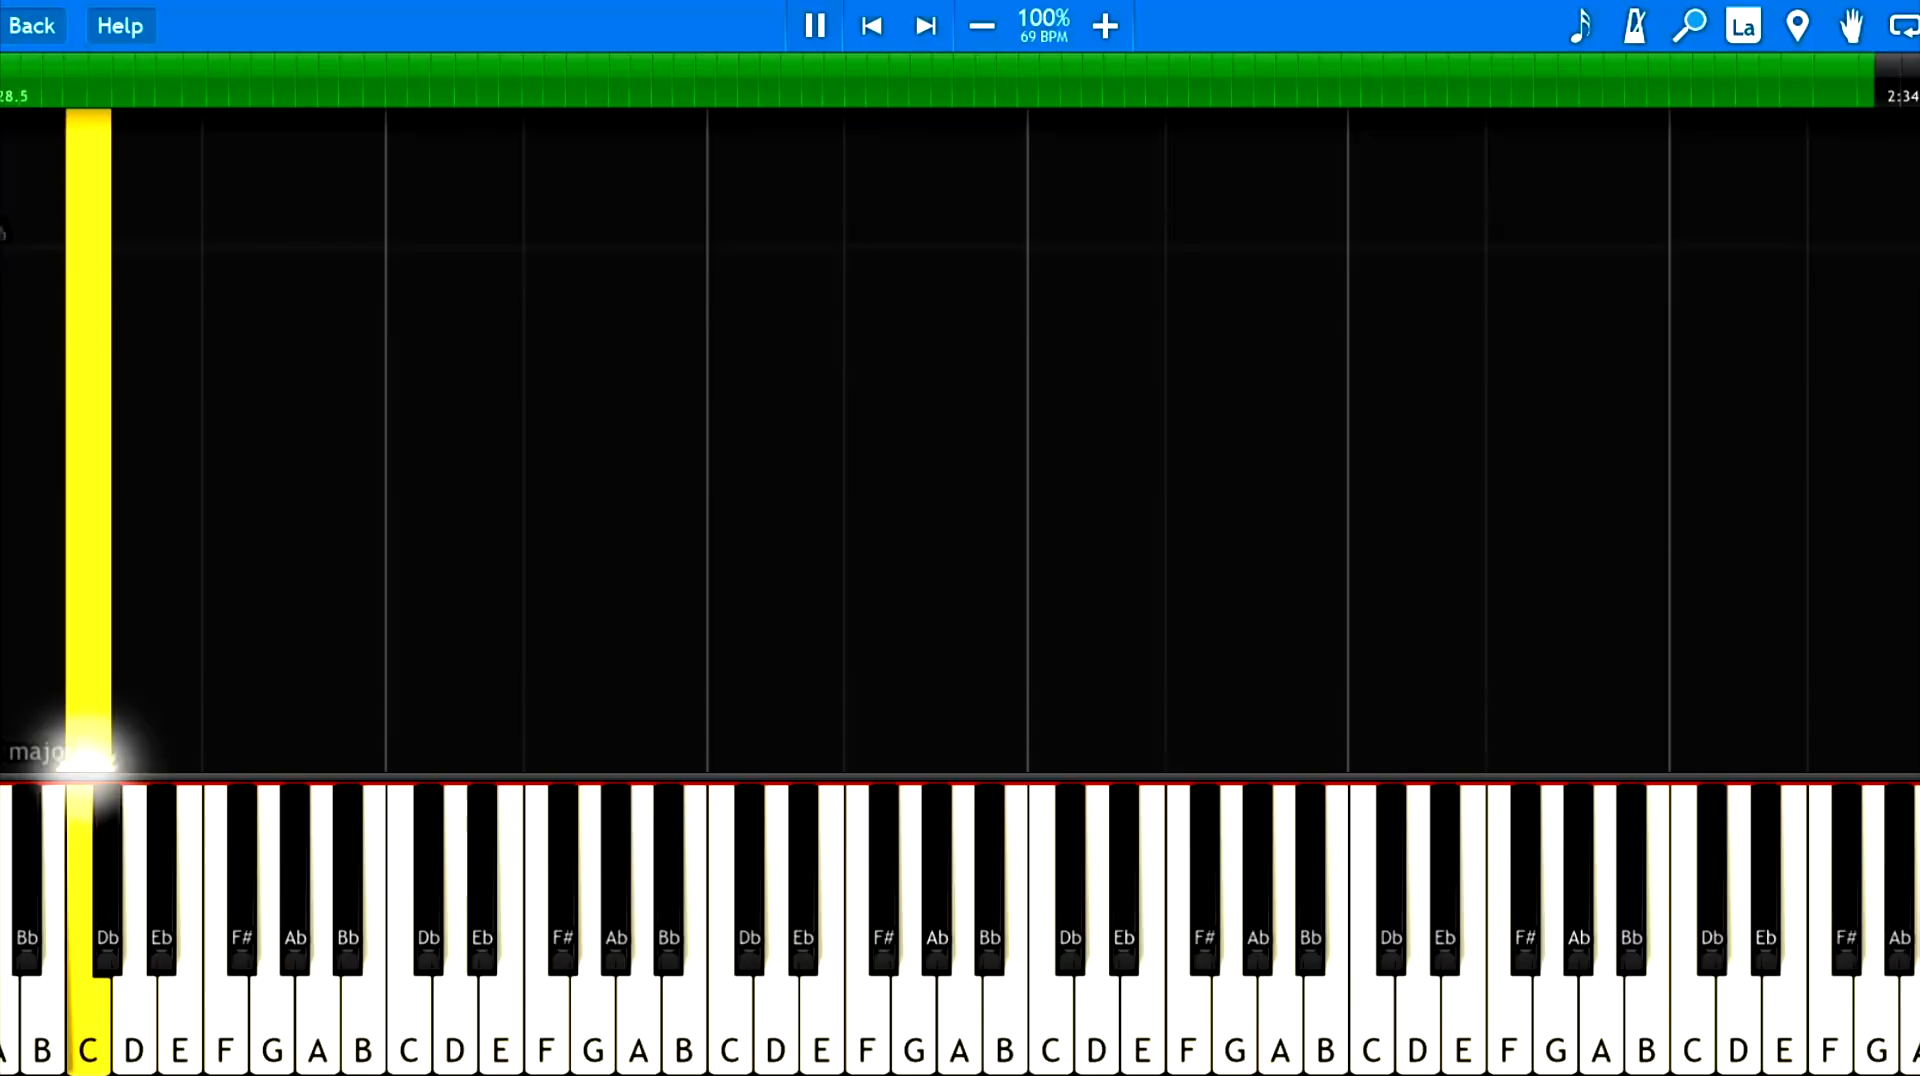 Back Help 100% La
69 BPM
28.5 2:34
majo
Bb Db Eb F# Ab Bb Db Eb F# Ab Bb Db Eb F# Ab Bb Db Eb F# Ab Bb Db Eb F# Ab Bb Db Eb F# Ab
A B C D E F G A B C D E F G A B C D E F G A B C D E F G A B C D E F G A B C D E F G